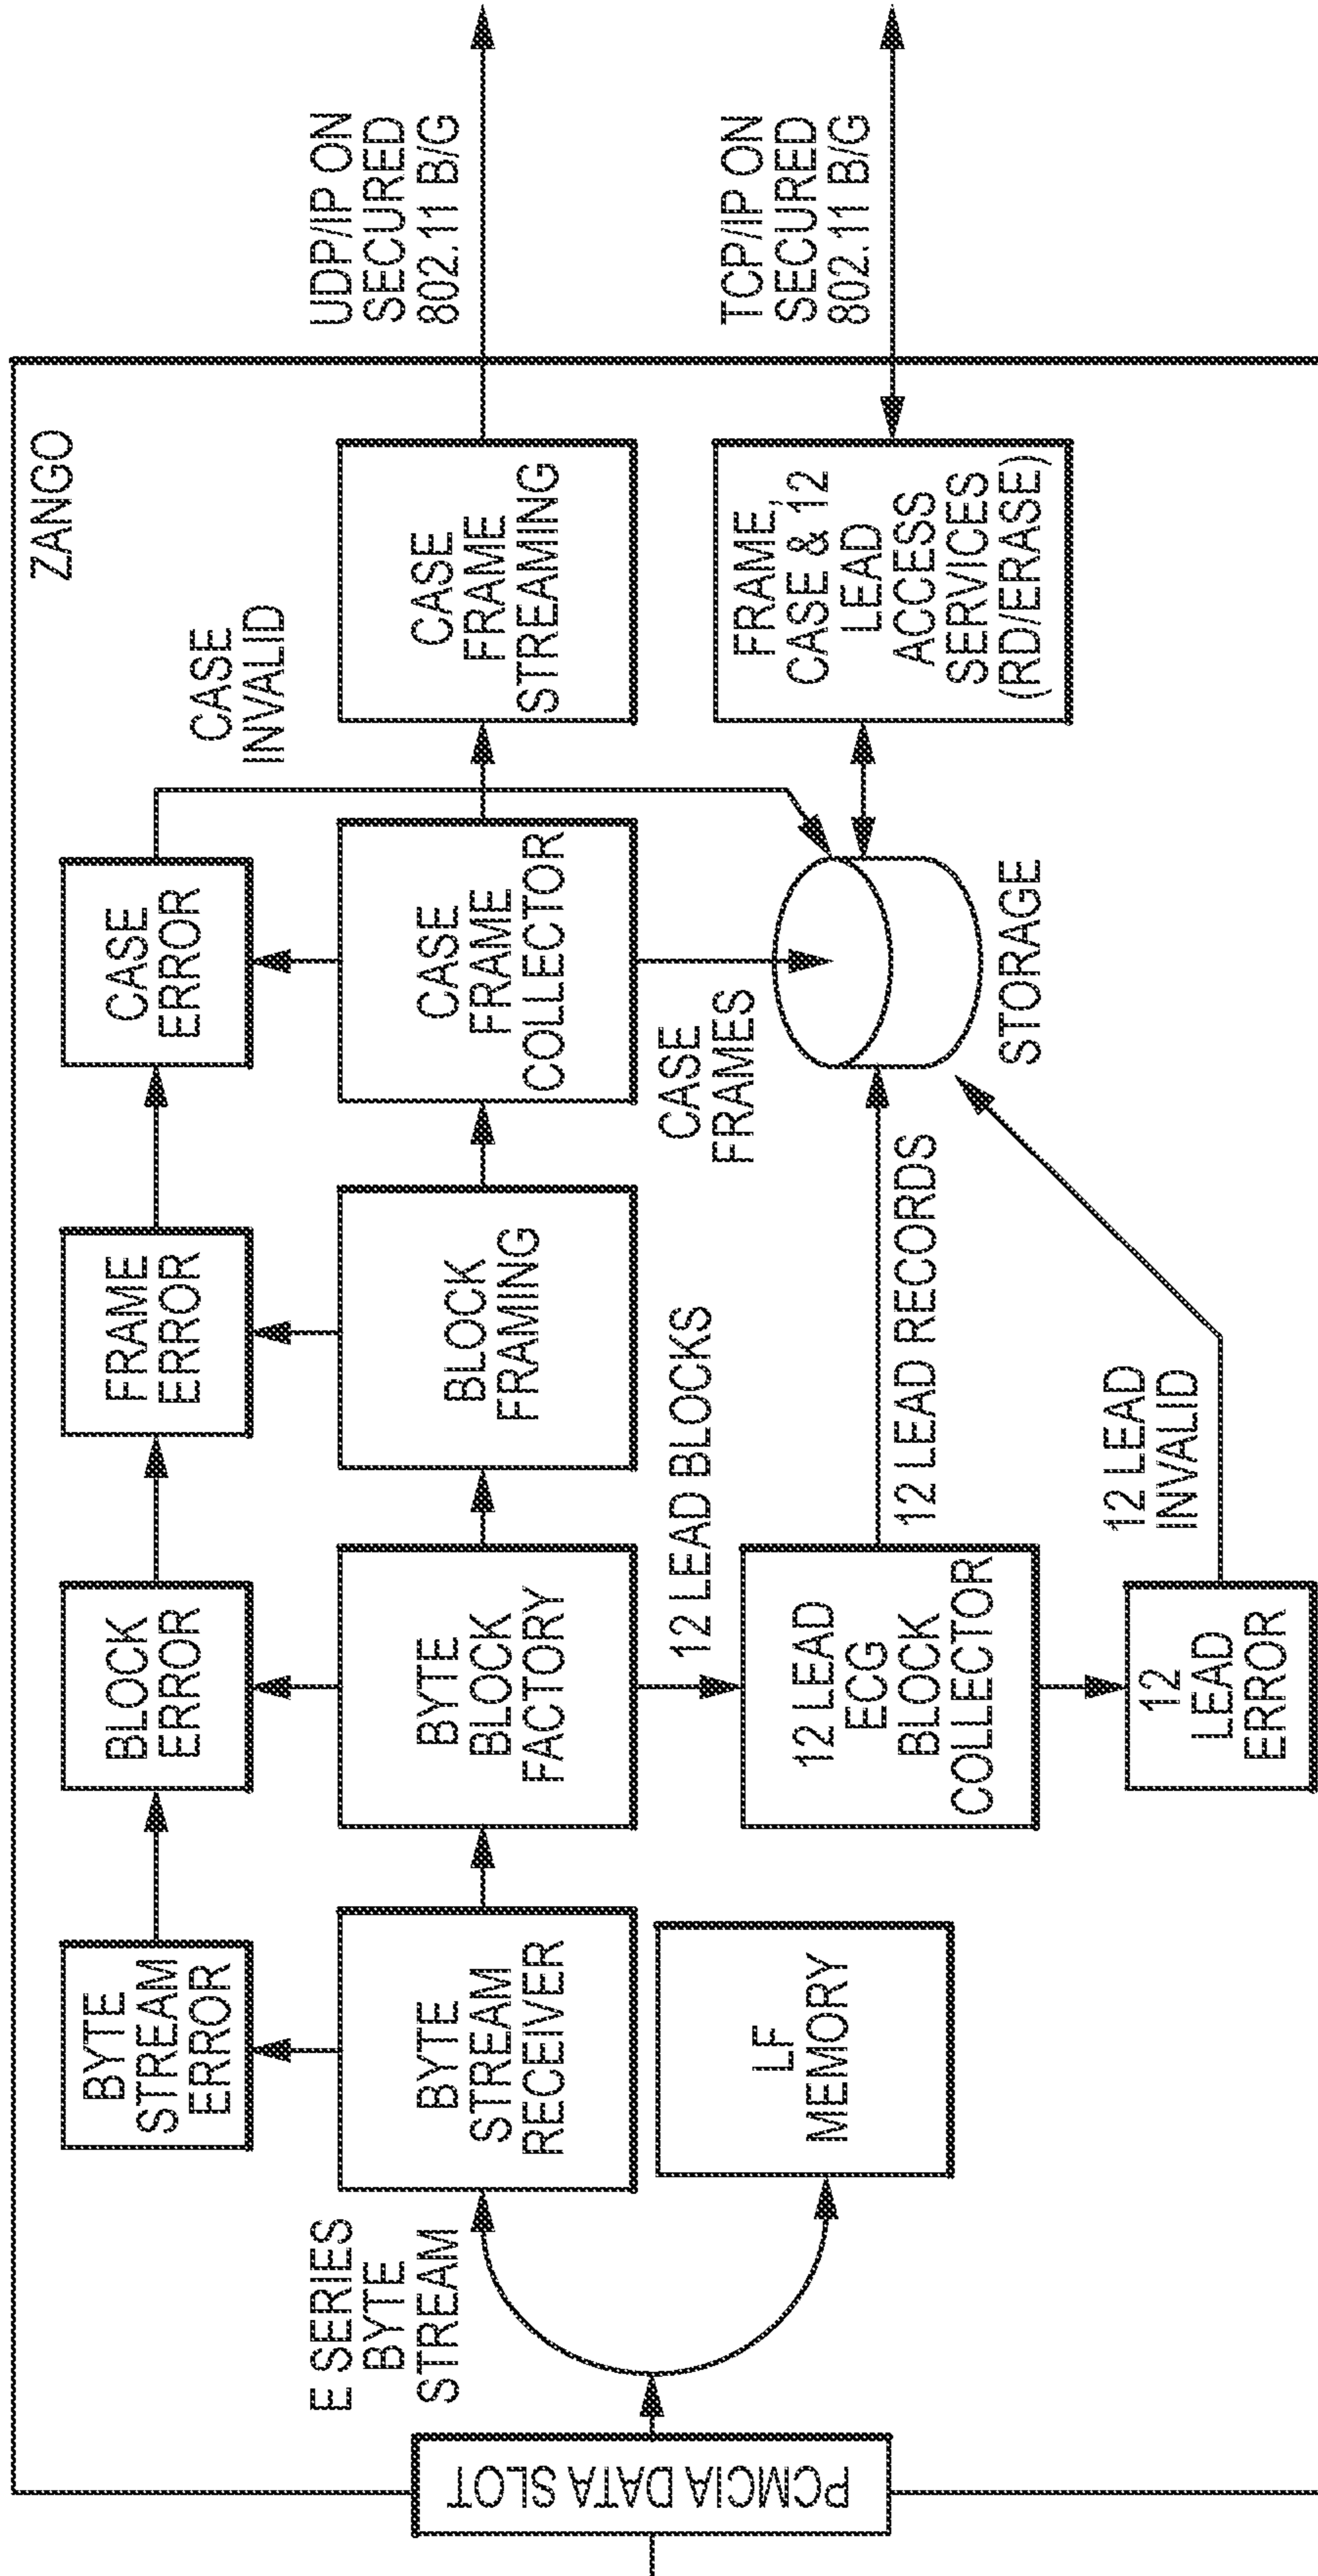 ZANGO
BYTE
STREAM
ERROR
BLOCK
ERROR
FRAME
ERROR
CASE
ERROR
CASE
INVALID
E SERIES
BYTE
STREAM
BYTE
STREAM
RECEIVER
BYTE
BLOCK
FACTORY
BLOCK
FRAMING
CASE
FRAME
COLLECTOR
CASE
FRAME
STREAMING
UDP/IP ON
SECURED
802.11 B/G
PCMCIA DATA SLOT
LF
MEMORY
12 LEAD BLOCKS
12 LEAD
ECG
BLOCK
COLLECTOR
12 LEAD RECORDS
CASE
FRAMES
STORAGE
FRAME,
CASE & 12
LEAD
ACCESS
SERVICES
(RD/ERASE)
TCP/IP ON
SECURED
802.11 B/G
12
LEAD
ERROR
12 LEAD
INVALID